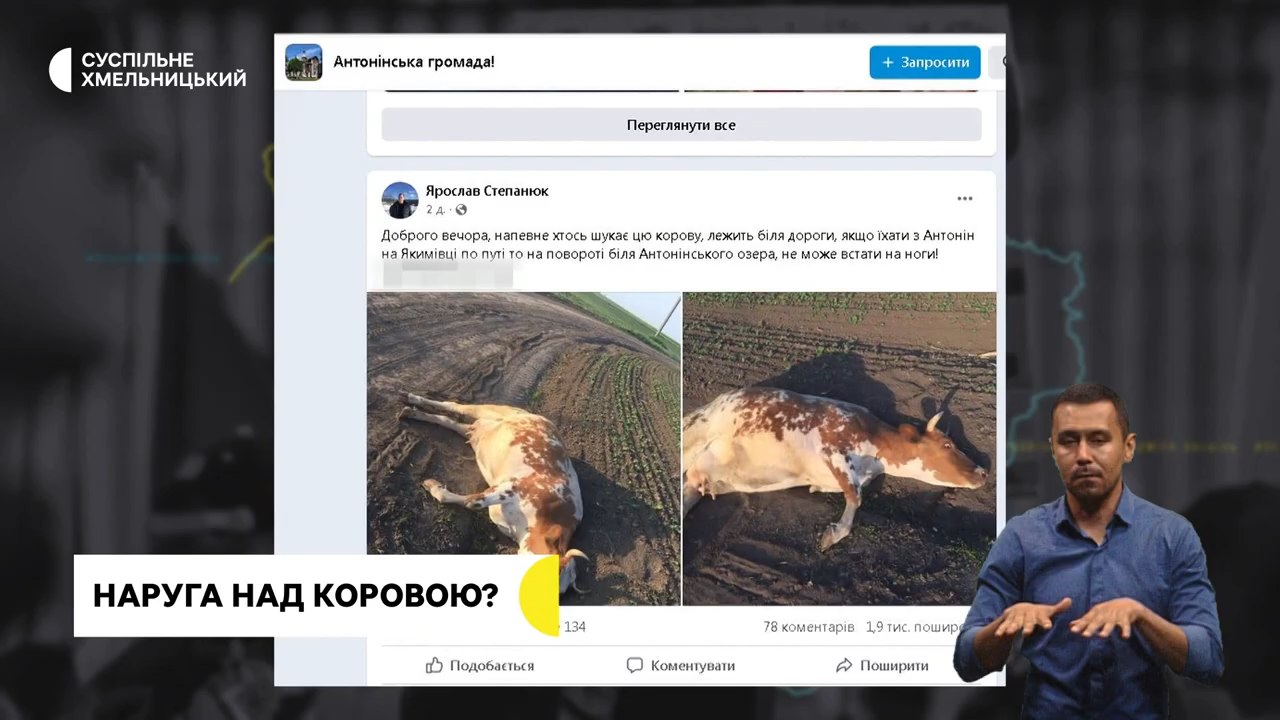 СУСПІЛЬНЕ
ХМЕЛЬНИЦЬКИЙ
Антонінська громада!
+ Запросити
Переглянути все
Ярослав Степанюк
2 д. ·
Доброго вечора, напевне хтось шукає цю корову, лежить біля дороги, якщо їхати з Антонін
на Якимівці по путі то на повороті біля Антонінського озера, не може встати на ноги!
НАРУГА НАД КОРОВОЮ?
134
78 коментарів 1,9 тис.
Подобається
Коментувати
Поширити